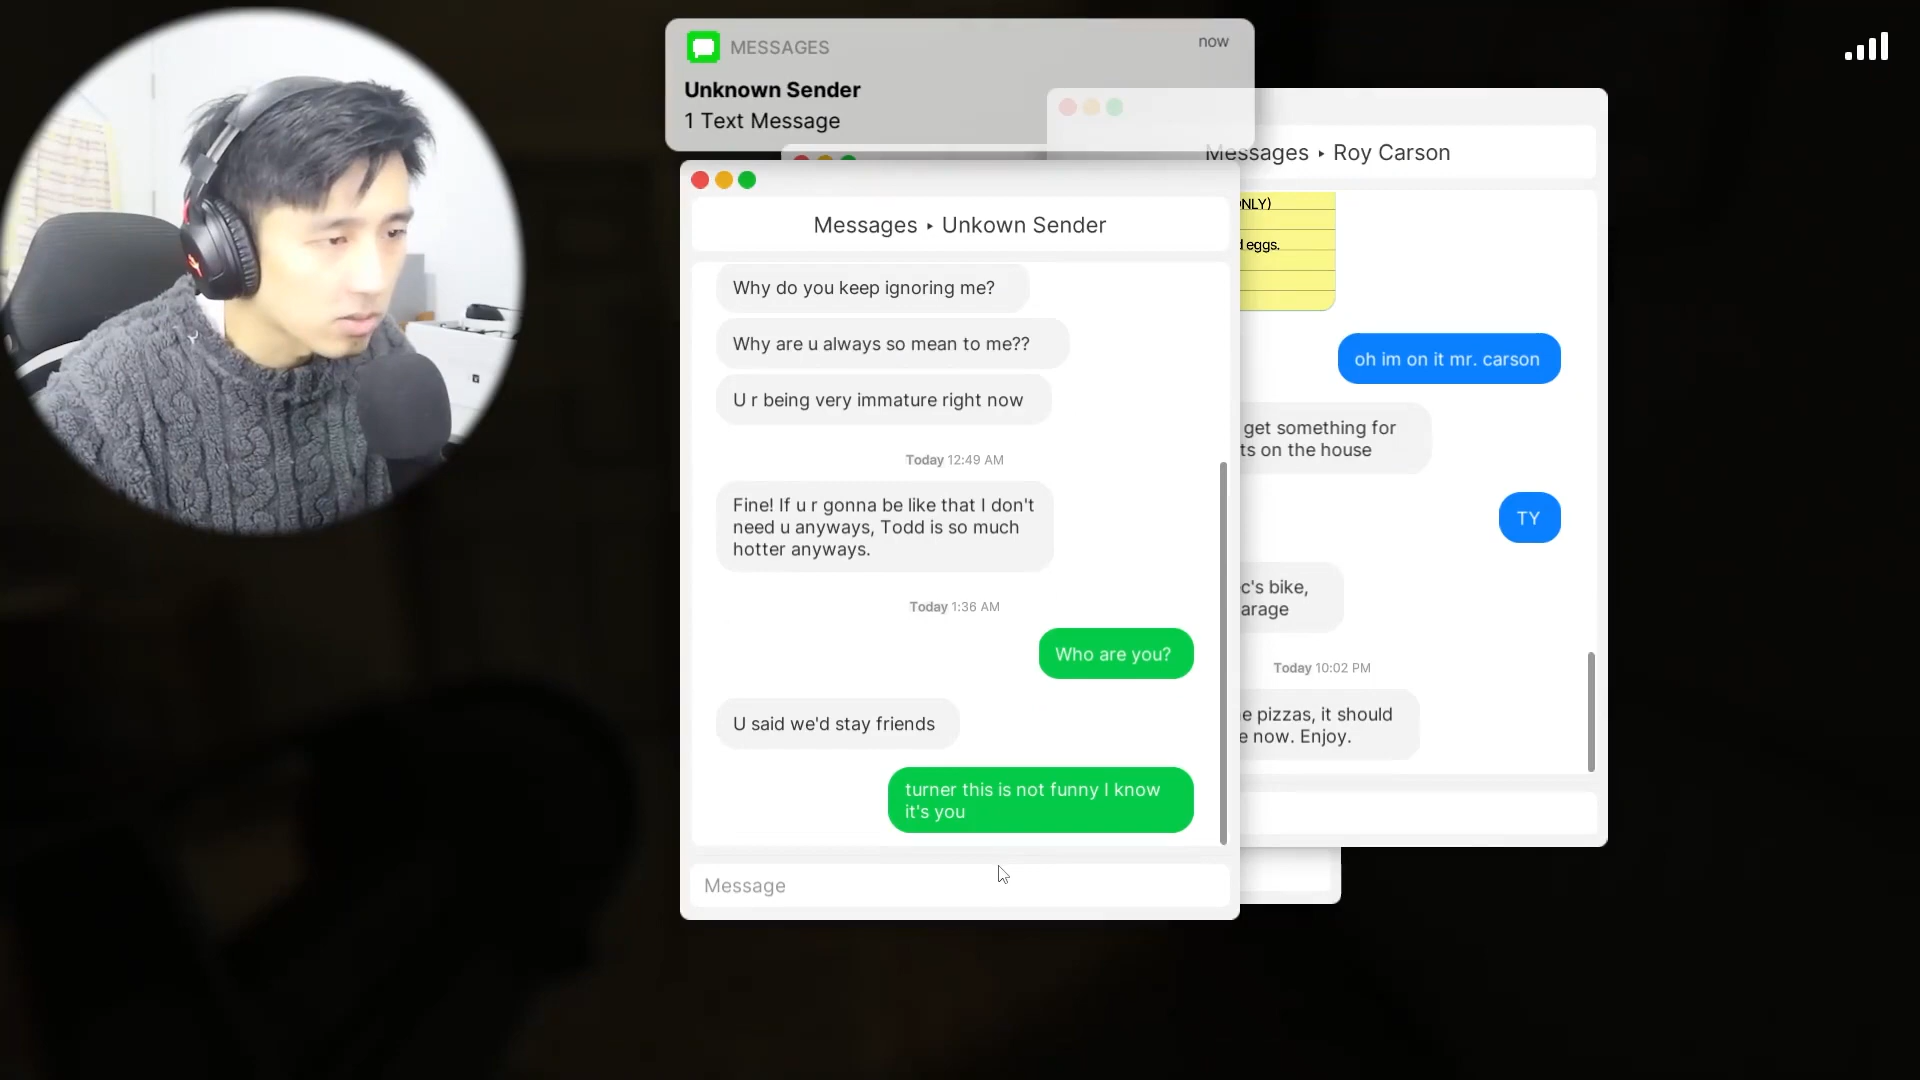 MESSAGES
now
Unknown Sender
1 Text Message
Messages ▸ Unkown Sender
Why do you keep ignoring me?
Why are u always so mean to me??
U r being very immature right now
Today 12:49 AM
Fine! If u r gonna be like that I don't
need u anyways, Todd is so much
hotter anyways.
Today 1:36 AM
Who are you?
U said we'd stay friends
turner this is not funny I know
it's you
Message
Messages ▸ Roy Carson
NLY)
d eggs.
oh im on it mr. carson
get something for
ts on the house
TY
c's bike,
arage
Today 10:02 PM
e pizzas, it should
e now. Enjoy.